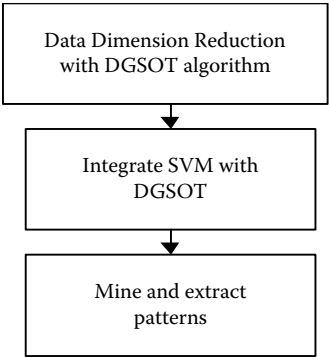 Data Dimension Reduction
with DGSOT algorithm
Integrate SVM with
DGSOT
Mine and extract
patterns